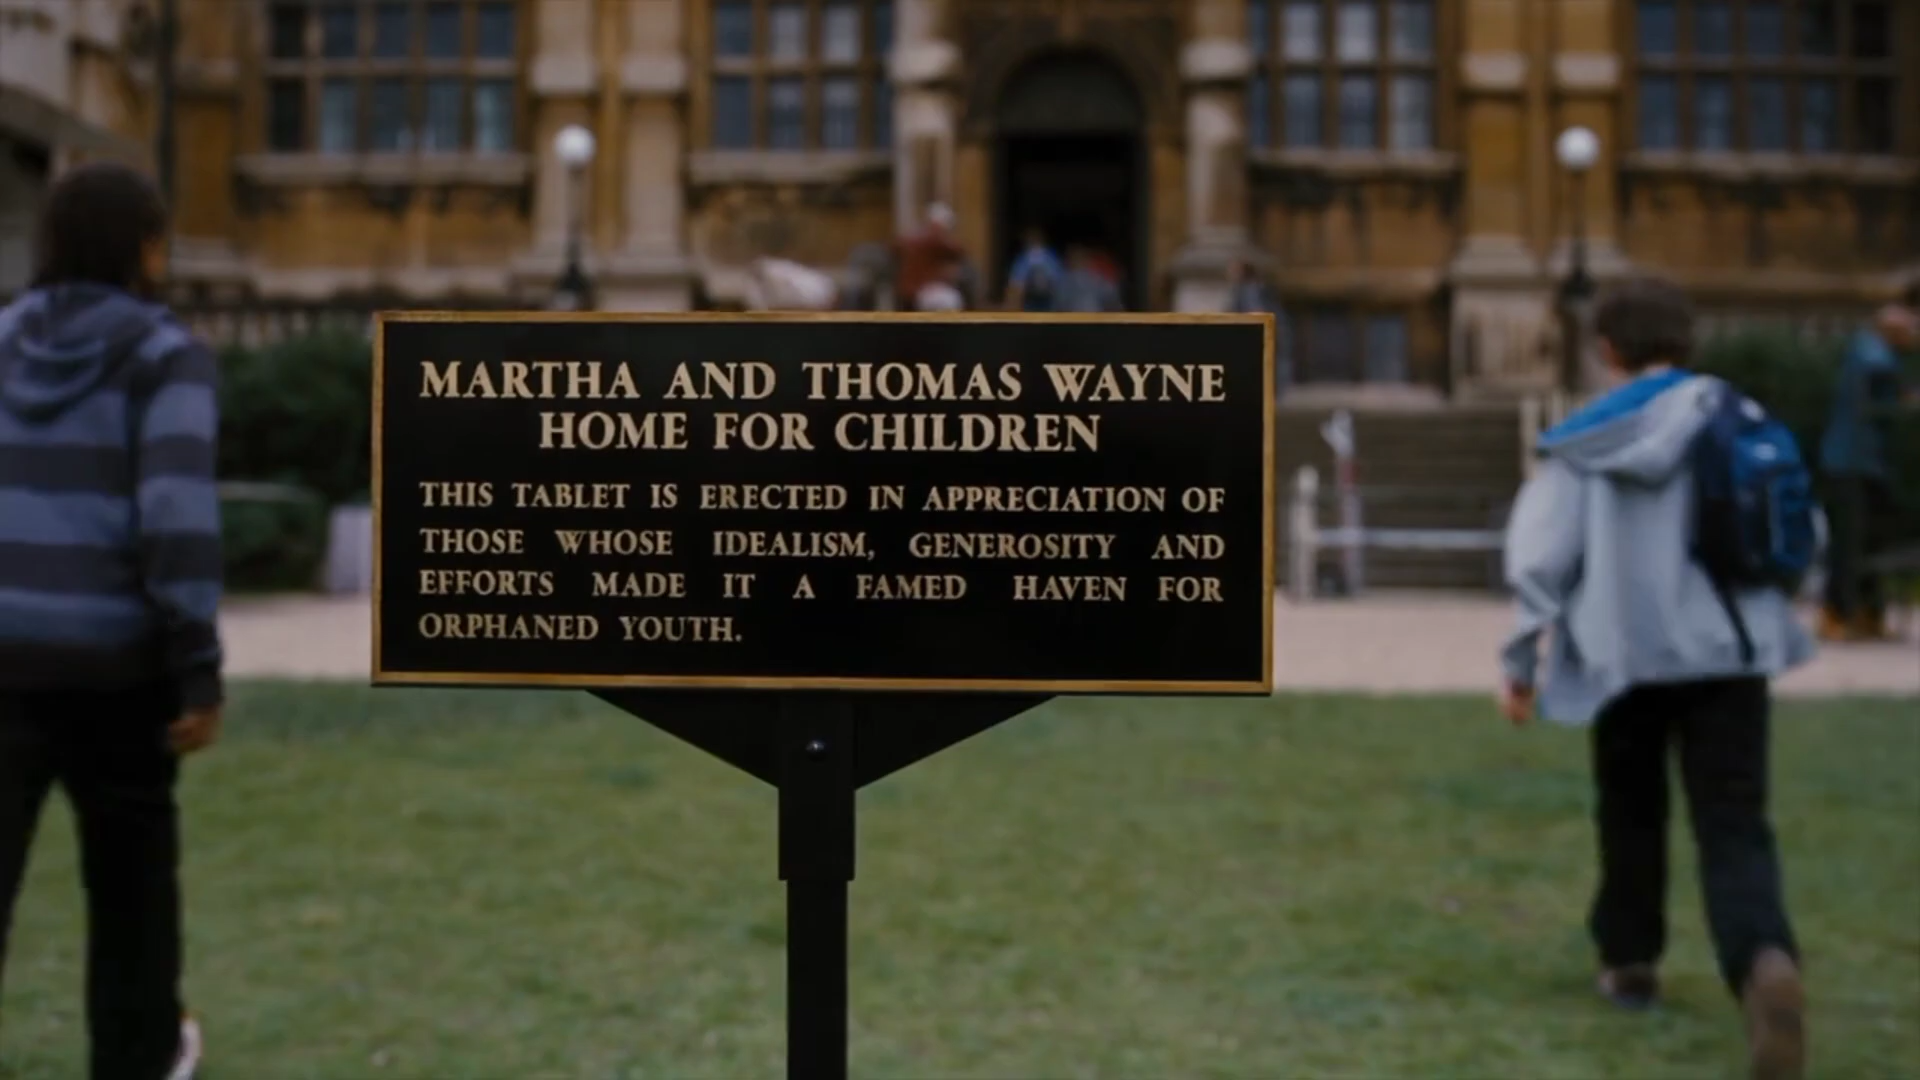 MARTHA AND THOMAS WAYNE
HOME FOR CHILDREN
THIS TABLET IS ERECTED IN APPRECIATION OF
THOSE WHOSE IDEALISM, GENEROSITY AND
EFFORTS MADE IT A FAMED HAVEN FOR
ORPHANED YOUTH.